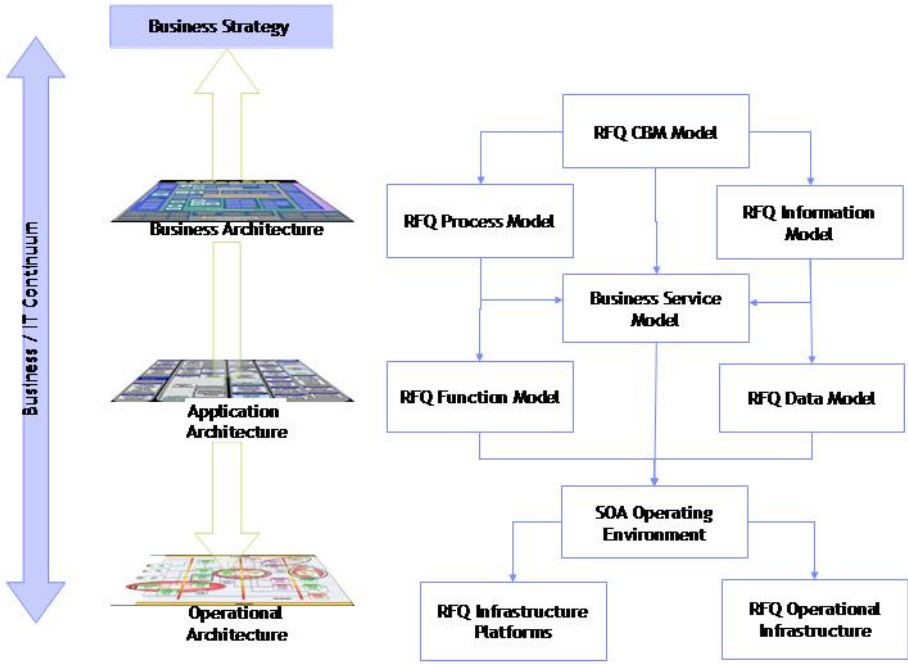 Business Strategy
Business / IT Continuum
Business Architecture
Application
Architecture
Operational
Architecture
RFQ CBM Model
RFQ Process Model
RFQ Information
Model
Business Service
Model
RFQ Function Model
RFQ Data Model
SOA Operating
Environment
RFQ Infrastructure
Platforms
RFQ Operational
Infrastructure